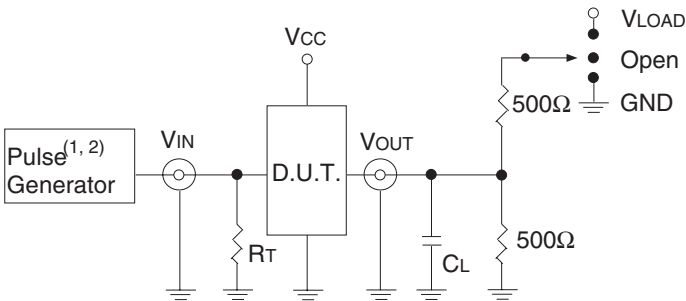 VLOAD
VCC
Open
500Ω
GND
Pulse(1, 2)
Generator
VIN
D.U.T.
VOUT
RT
CL
500Ω